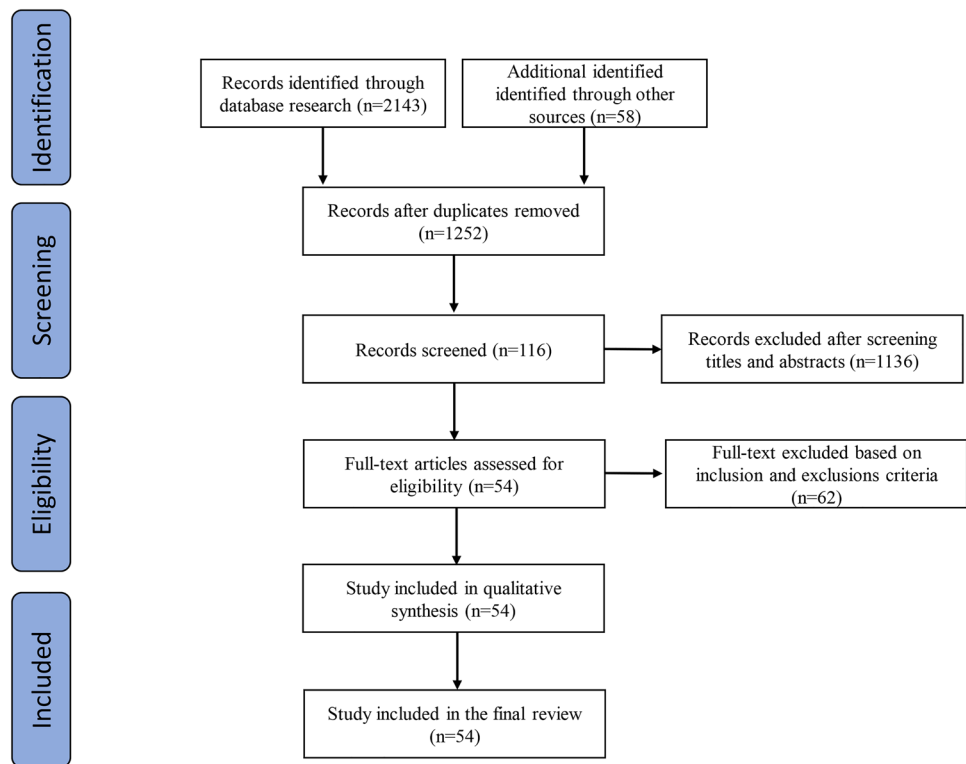 Identification
Records identified through
database research (n=2143)
Additional identified
identified through other
sources (n=58)
Records after duplicates removed
(n=1252)
Screening
Records screened (n=116)
Records excluded after screening
titles and abstracts (n=1136)
Eligibility
Full-text articles assessed for
eligibility (n=54)
Full-text excluded based on
inclusion and exclusions criteria
(n=62)
Study included in qualitative
synthesis (n=54)
Included
Study included in the final review
(n=54)